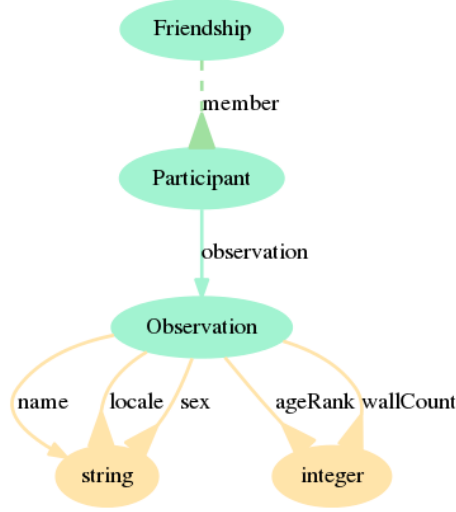 Friendship
member
Participant
observation
Observation
name locale sex ageRank wallCount
string integer